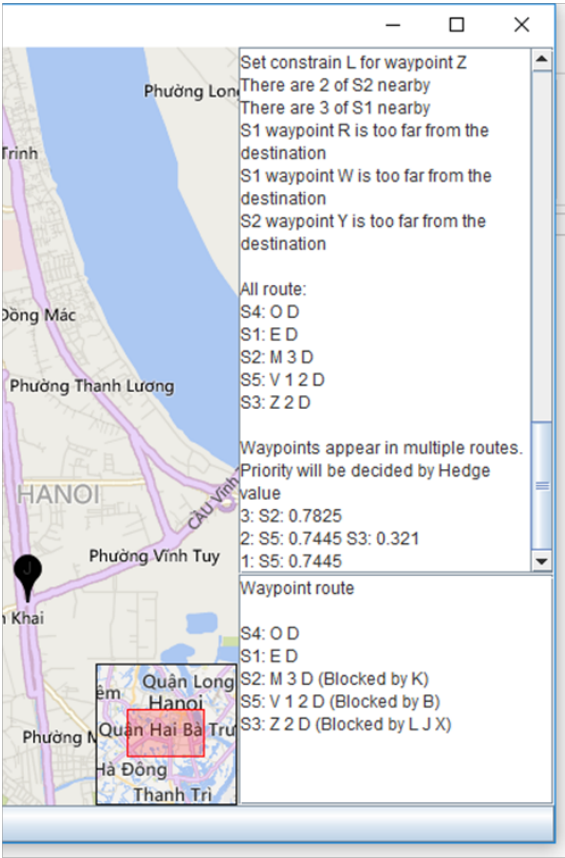 Phường Lon
Trinh
Đồng Mác
Phường Thanh Lương
HANOI
CẦU Vĩnh
Phường Vĩnh Tuy
J
Khai
Quận Long
êm
Hanoi
Quận Hai Bà Trư
Phường
Hà Đông
Thanh Trì
Set constrain L for waypoint Z
There are 2 of S2 nearby
There are 3 of S1 nearby
S1 waypoint R is too far from the
destination
S1 waypoint W is too far from the
destination
S2 waypoint Y is too far from the
destination
All route:
S4: O D
S1: E D
S2: M 3 D
S5: V 1 2 D
S3: Z 2 D
Waypoints appear in multiple routes.
Priority will be decided by Hedge
value
3: S2: 0.7825
2: S5: 0.7445 S3: 0.321
1: S5: 0.7445
Waypoint route
S4: O D
S1: E D
S2: M 3 D (Blocked by K)
S5: V 1 2 D (Blocked by B)
S3: Z 2 D (Blocked by L J X)